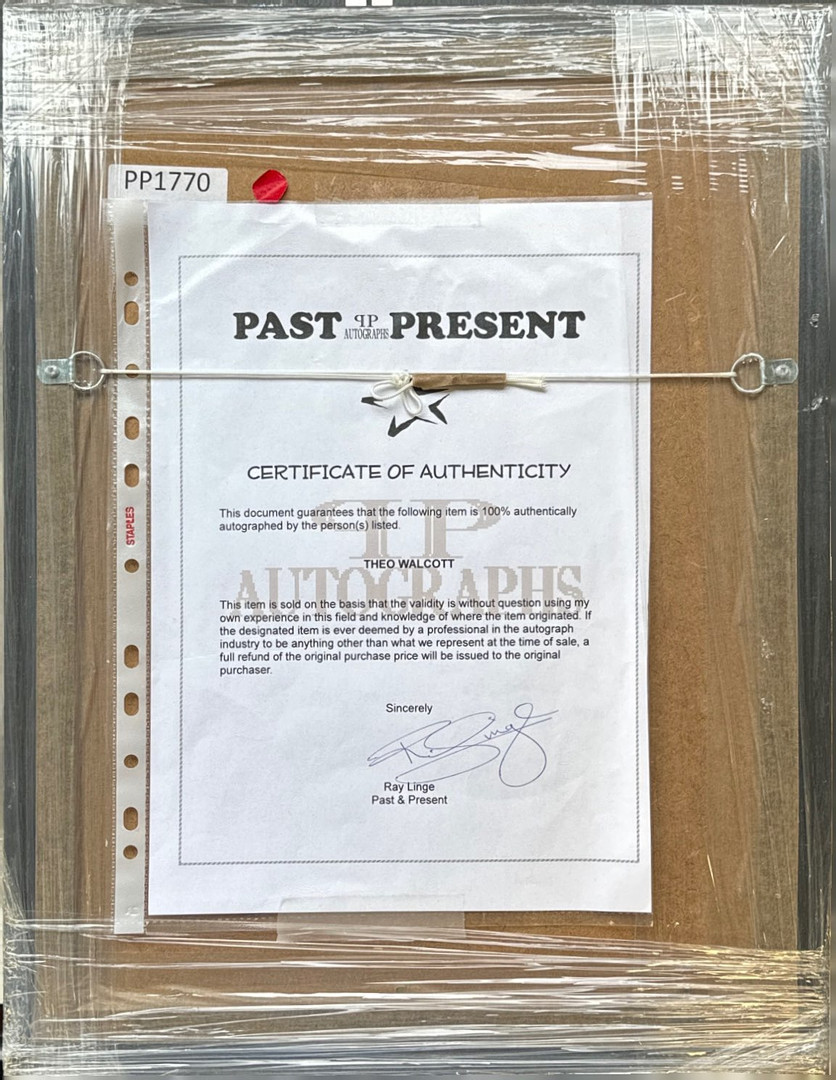 PP1770
PAST PP AUTOGRAPHS PRESENT
CERTIFICATE OF AUTHENTICITY
This document guarantees that the following item is 100% authentically
autographed by the person(s) listed.
PP
THEO WALCOTT
AUTOGRAPHS
This item is sold on the basis that the validity is without question using my
own experience in this field and knowledge of where the item originated. If
the designated item is ever deemed by a professional in the autograph
industry to be anything other than what we represent at the time of sale, a
full refund of the original purchase price will be issued to the original
purchaser.
Sincerely
Ray Linge
Past & Present
STAPLES